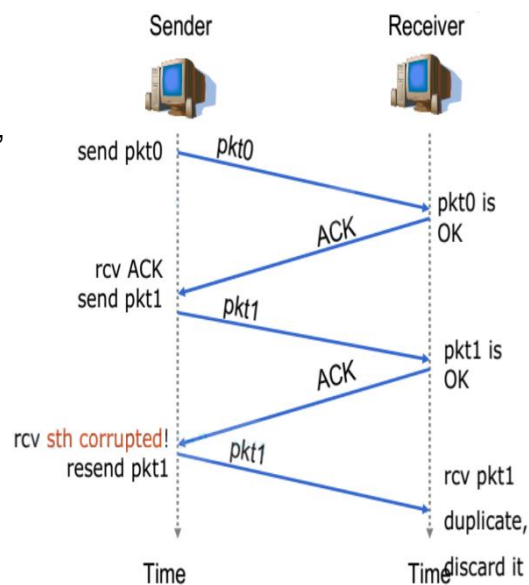 Sender
Receiver
,
send pkt0
pkt0
pkt0 is
OK
ACK
rcv ACK
send pkt1
pkt1
pkt1 is
OK
ACK
rcv sth corrupted!
resend pkt1
pkt1
rcv pkt1
duplicate,
discard it
Time
Time